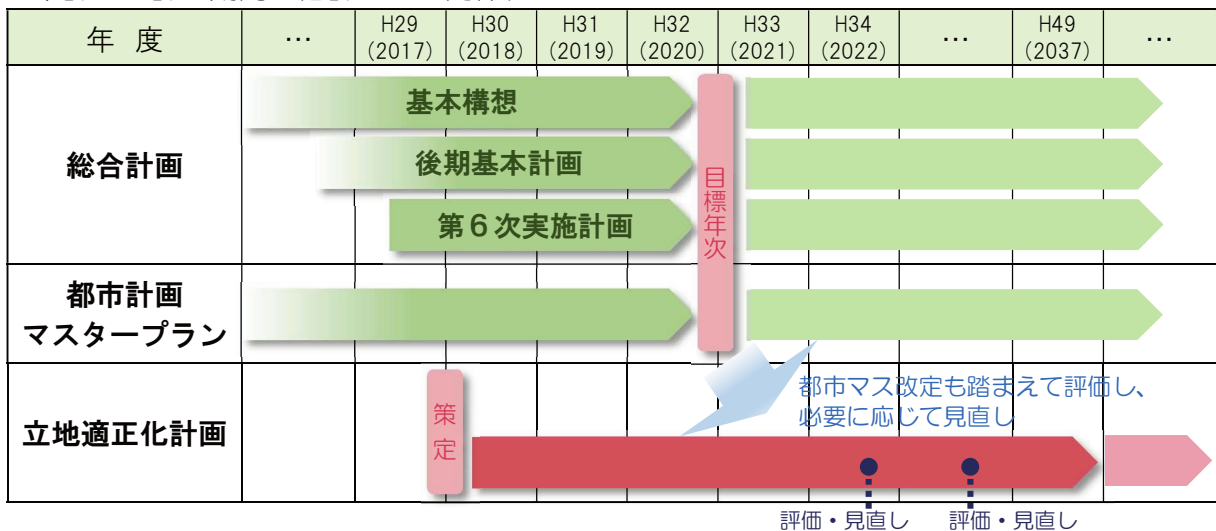 年 度
…
H29
(2017)
H30
(2018)
H31
(2019)
H32
(2020)
H33
(2021)
H34
(2022)
…
H49
(2037)
…
総合計画
基本構想
後期基本計画
第6次実施計画
目標年次
都市計画
マスタープラン
立地適正化計画
策定
都市マス改定も踏まえて評価し、
必要に応じて見直し
評価・見直し
評価・見直し